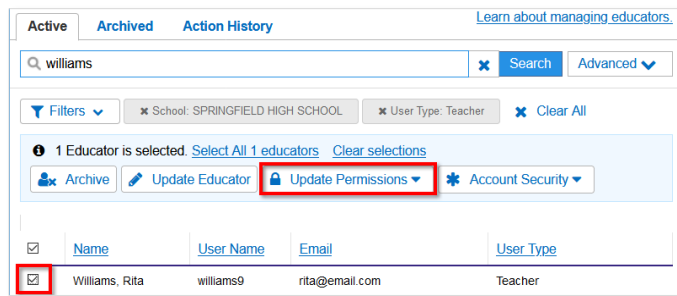 Learn about managing educators.
Active Archived Action History
williams Search Advanced
Filters School: SPRINGFIELD HIGH SCHOOL User Type: Teacher Clear All
1 Educator is selected. Select All 1 educators Clear selections
Archive Update Educator Update Permissions Account Security
Name User Name Email User Type
Williams, Rita williams9 rita@email.com Teacher